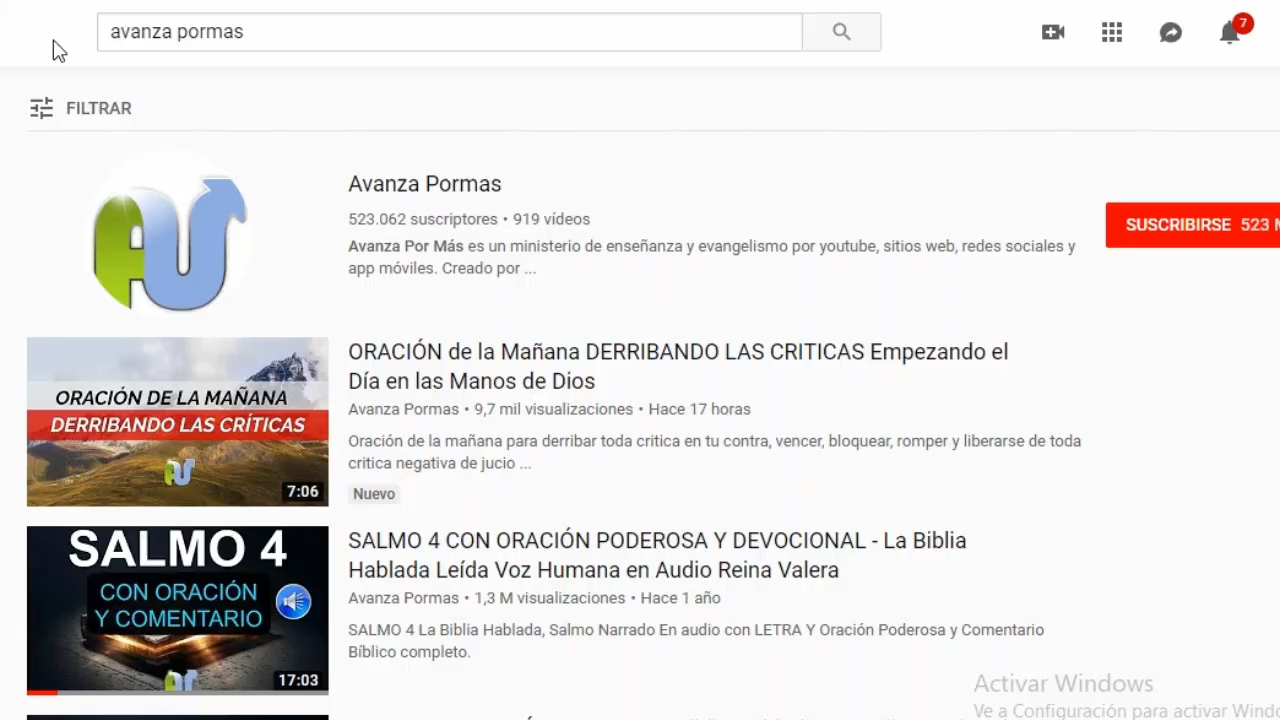 avanza pormas
7
FILTRAR
Avanza Pormas
523.062 suscriptores • 919 vídeos
Avanza Por Más es un ministerio de enseñanza y evangelismo por youtube, sitios web, redes sociales y
app móviles. Creado por ...
SUSCRIBIRSE 523 M
ORACIÓN DE LA MAÑANA
DERRIBANDO LAS CRÍTICAS
7:06
ORACIÓN de la Mañana DERRIBANDO LAS CRITICAS Empezando el
Día en las Manos de Dios
Avanza Pormas • 9,7 mil visualizaciones • Hace 17 horas
Oración de la mañana para derribar toda critica en tu contra, vencer, bloquear, romper y liberarse de toda
critica negativa de jucio ...
Nuevo
SALMO 4
CON ORACIÓN
Y COMENTARIO
17:03
SALMO 4 CON ORACIÓN PODEROSA Y DEVOCIONAL - La Biblia
Hablada Leída Voz Humana en Audio Reina Valera
Avanza Pormas • 1,3 M visualizaciones • Hace 1 año
SALMO 4 La Biblia Hablada, Salmo Narrado En audio con LETRA Y Oración Poderosa y Comentario
Bíblico completo.
Activar Windows
Ve a Configuración para activar Windo